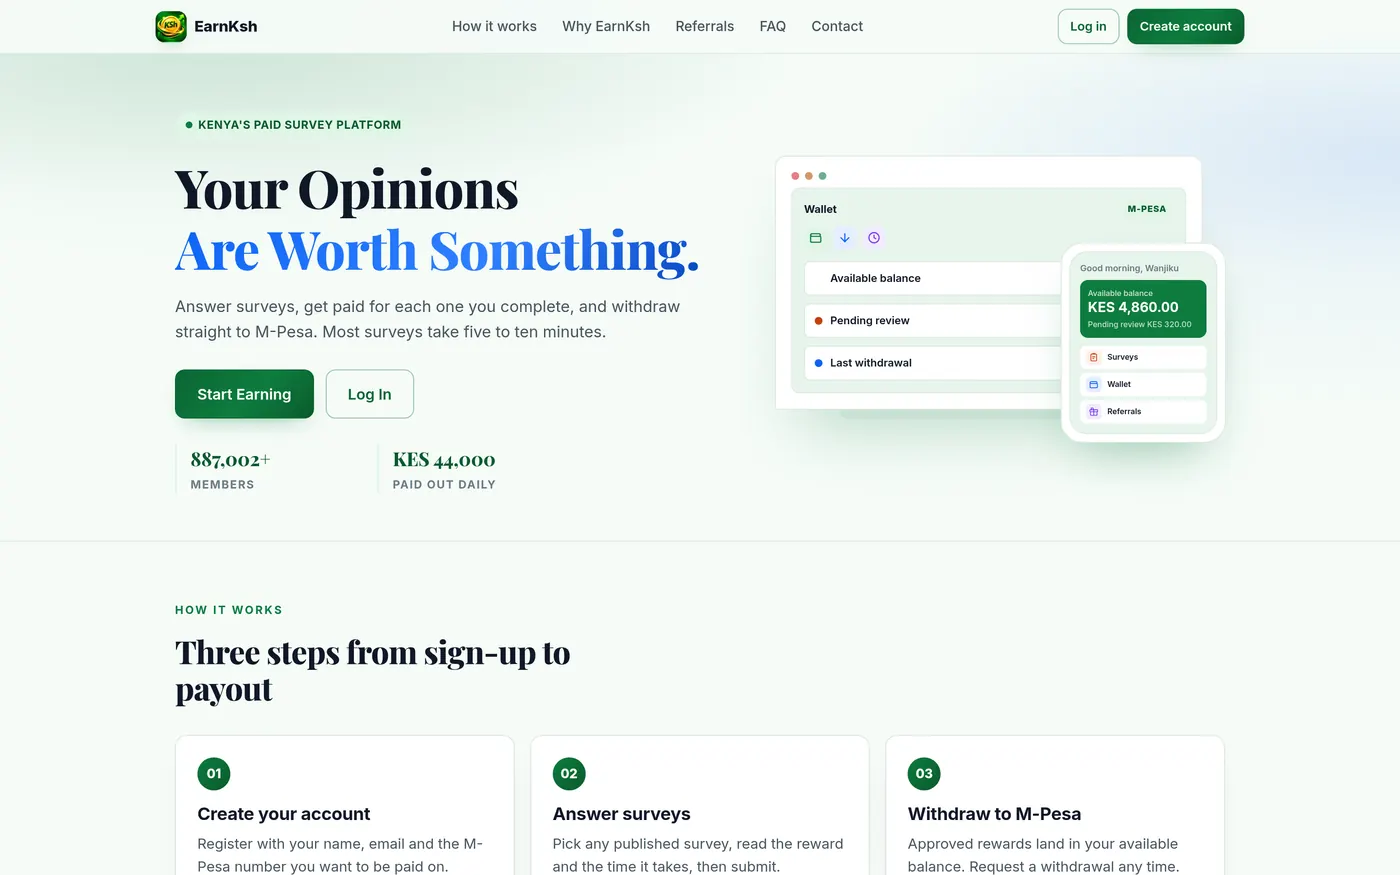 KSh
EarnKsh
How it works
Why EarnKsh
Referrals
FAQ
Contact
Log in
Create account
KENYA'S PAID SURVEY PLATFORM
Your Opinions
Are Worth Something.
Answer surveys, get paid for each one you complete, and withdraw
straight to M-Pesa. Most surveys take five to ten minutes.
Start Earning
Log In
887,002+
MEMBERS
KES 44,000
PAID OUT DAILY
Wallet
M-PESA
Available balance
Pending review
Last withdrawal
Good morning, Wanjiku
Available balance
KES 4,860.00
Pending review KES 320.00
Surveys
Wallet
Referrals
HOW IT WORKS
Three steps from sign-up to
payout
01
Create your account
Register with your name, email and the M-
Pesa number you want to be paid on.
02
Answer surveys
Pick any published survey, read the reward
and the time it takes, then submit.
03
Withdraw to M-Pesa
Approved rewards land in your available
balance. Request a withdrawal any time.